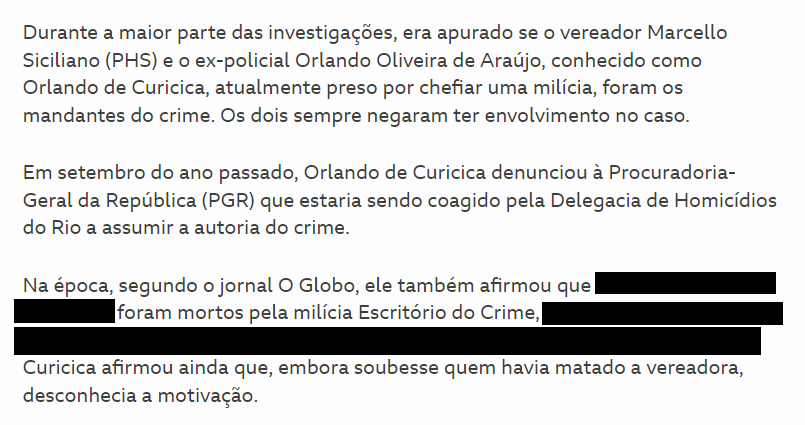 Durante a maior parte das investigações, era apurado se o vereador Marcello
Siciliano (PHS) e o ex-policial Orlando Oliveira de Araújo, conhecido como
Orlando de Curicica, atualmente preso por chefiar uma milícia, foram os
mandantes do crime. Os dois sempre negaram ter envolvimento no caso.
Em setembro do ano passado, Orlando de Curicica denunciou à Procuradoria-
Geral da República (PGR) que estaria sendo coagido pela Delegacia de Homicídios
do Rio a assumir a autoria do crime.
Na época, segundo o jornal O Globo, ele também afirmou que
foram mortos pela milícia Escritório do Crime,
Curicica afirmou ainda que, embora soubesse quem havia matado a vereadora,
desconhecia a motivação.